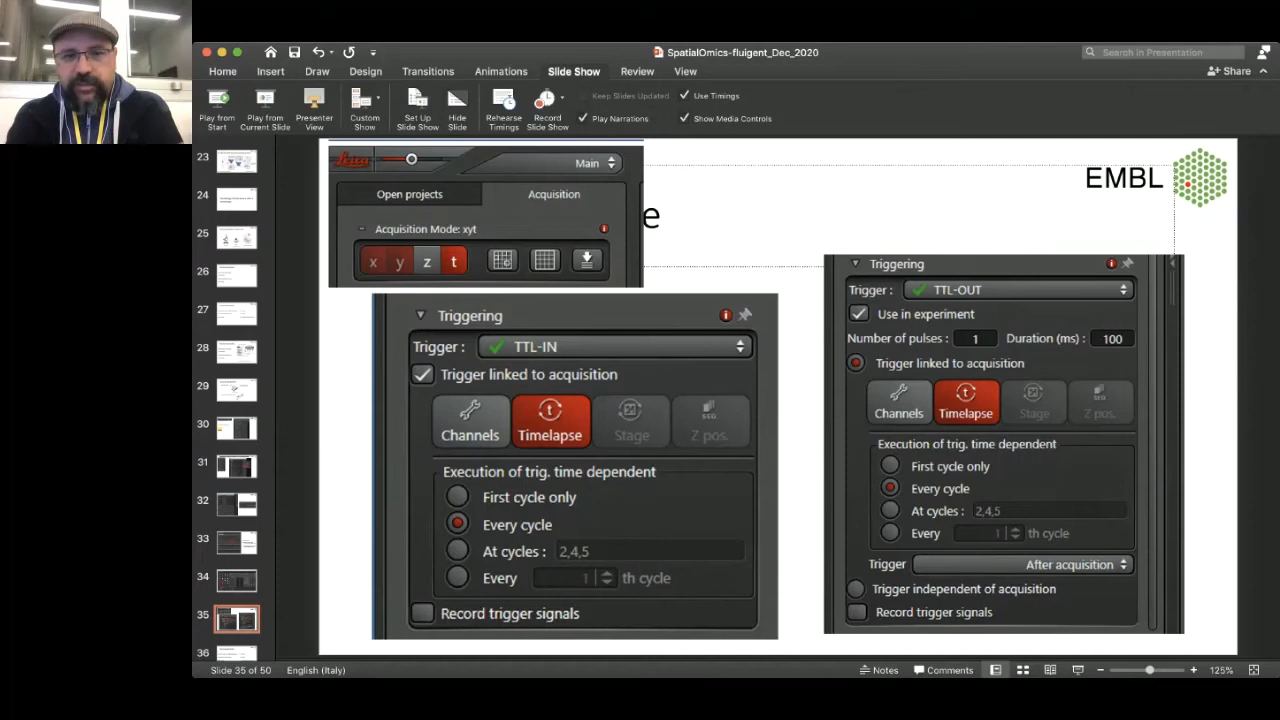 SpatialOmics-fluigent_Dec_2020
Search in Presentation
Home Insert Draw Design Transitions Animations Slide Show Review View
Share
Play from Start
Play from Current Slide
Presenter View
Custom Show
Set Up Slide Show
Hide Slide
Rehearse Timings
Record Slide Show
Keep Slides Updated
Use Timings
Play Narrations
Show Media Controls
23
24
25
26
27
28
29
30
31
32
33
34
35
36
Leica
Main
Open projects Acquisition
Acquisition Mode: xyt
x y z t
e
EMBL
Triggering
Trigger : TTL-IN
Trigger linked to acquisition
Channels Timelapse Stage Z pos.
Execution of trig. time dependent
First cycle only
Every cycle
At cycles : 2,4,5
Every 1 th cycle
Record trigger signals
Triggering
Trigger : TTL-OUT
Use in experiment
Number of pulses : 1 Duration (ms) : 100
Trigger linked to acquisition
Channels Timelapse Stage Z pos.
Execution of trig. time dependent
First cycle only
Every cycle
At cycles : 2,4,5
Every 1 th cycle
Trigger After acquisition
Trigger independent of acquisition
Record trigger signals
Slide 35 of 50 English (Italy)
Notes Comments
125%